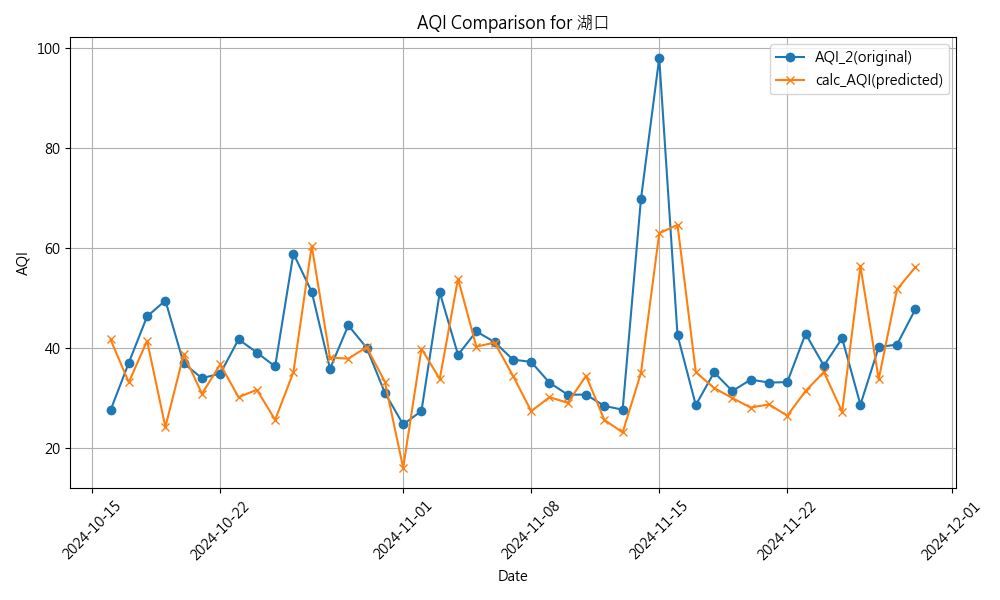 AQI Comparison for 湖口
AQI_2(original)
calc_AQI(predicted)
100
80
60
40
20
AQI
2024-10-15
2024-10-22
2024-11-01
2024-11-08
2024-11-15
2024-11-22
2024-12-01
Date